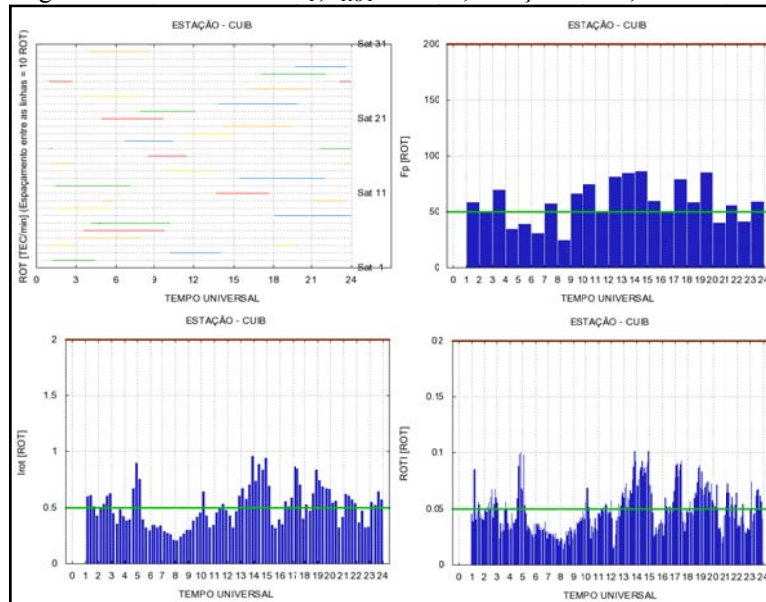 ESTAÇÃO - CUIB
ROT [TEC/min] (Espaçamento entre as linhas = 10 ROT)
Sat 31
Sat 21
Sat 11
Sat 1
0 3 6 9 12 15 18 21 24
TEMPO UNIVERSAL
ESTAÇÃO - CUIB
Fp [ROT]
200
150
100
50
0
0 1 2 3 4 5 6 7 8 9 10 11 12 13 14 15 16 17 18 19 20 21 22 23 24
TEMPO UNIVERSAL
ESTAÇÃO - CUIB
Irot [ROT]
2
1.5
1
0.5
0
0 1 2 3 4 5 6 7 8 9 10 11 12 13 14 15 16 17 18 19 20 21 22 23 24
TEMPO UNIVERSAL
ESTAÇÃO - CUIB
ROTI [ROT]
0.2
0.15
0.1
0.05
0
0 1 2 3 4 5 6 7 8 9 10 11 12 13 14 15 16 17 18 19 20 21 22 23 24
TEMPO UNIVERSAL